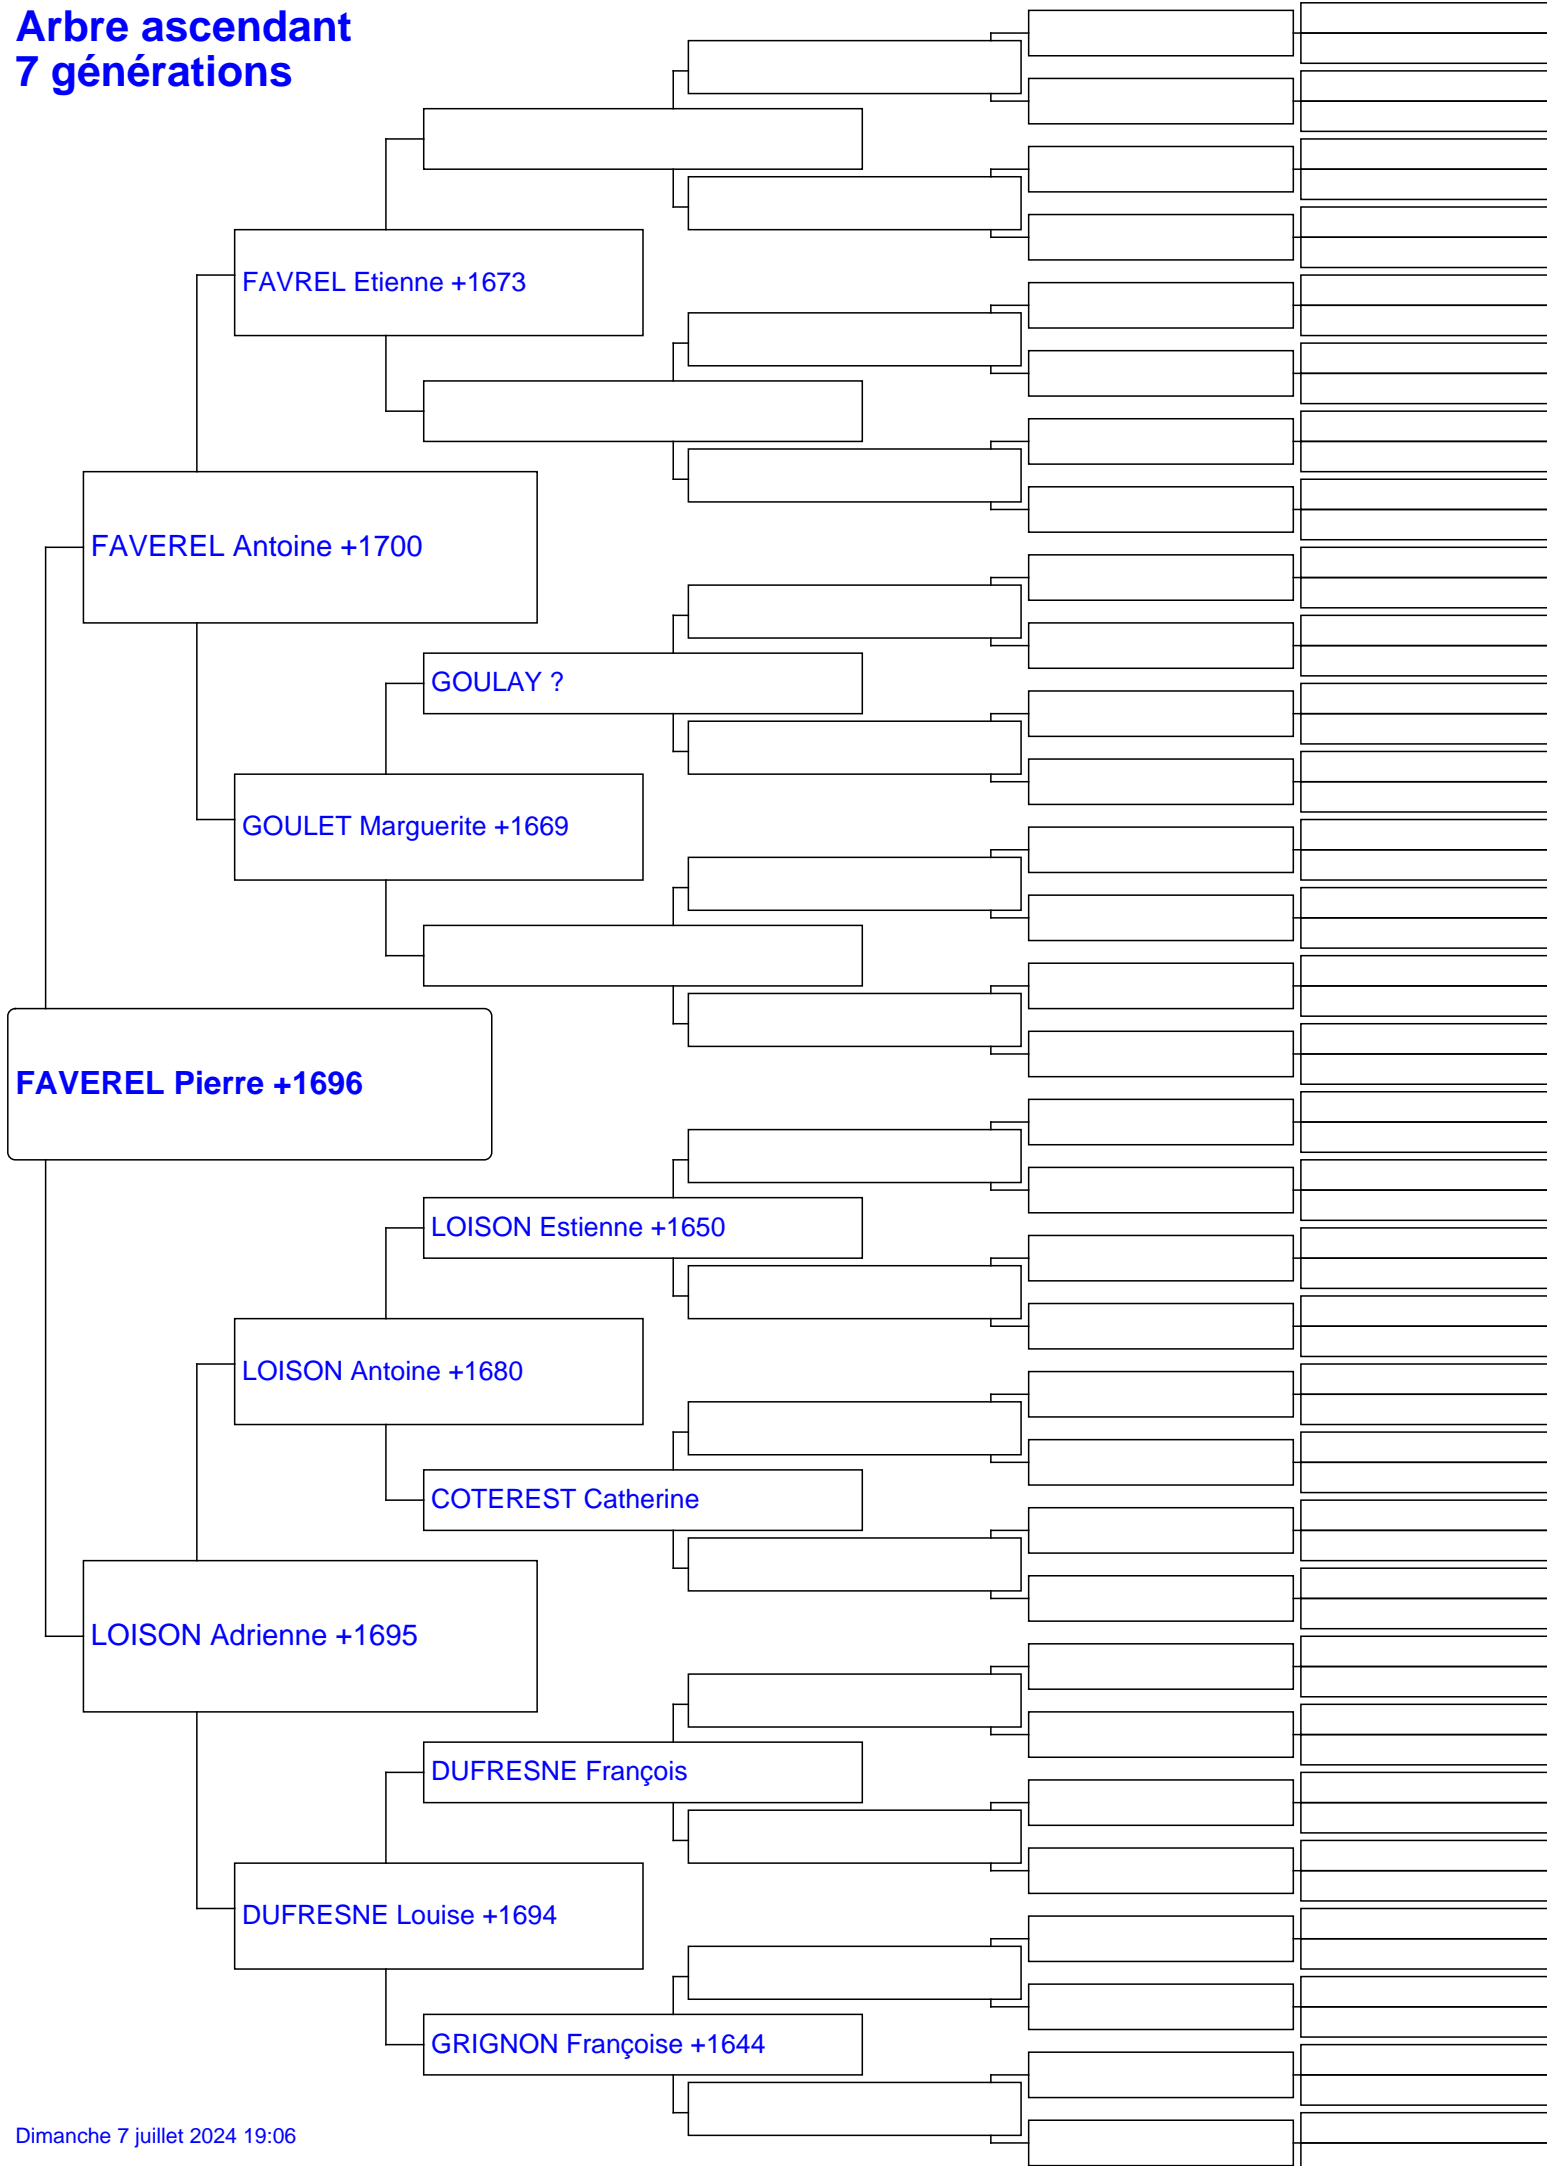 Arbre ascendant
7 générations
FAVREL Etienne +1673
FAVEREL Antoine +1700
GOULAY ?
GOULET Marguerite +1669
FAVEREL Pierre +1696
LOISON Estienne +1650
LOISON Antoine +1680
COTEREST Catherine
LOISON Adrienne +1695
DUFRESNE François
DUFRESNE Louise +1694
GRIGNON Françoise +1644
Dimanche 7 juillet 2024 19:06